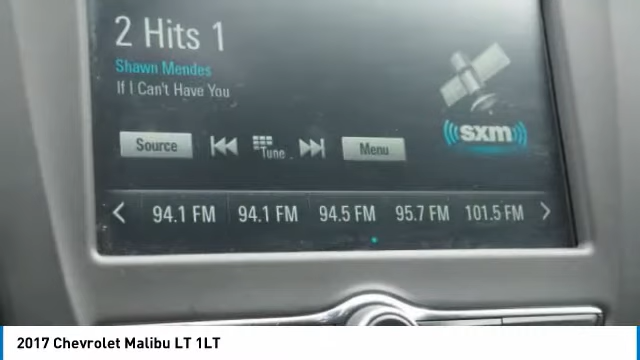 2 Hits 1
Shawn Mendes
If I Can't Have You
sxm
Source
Tune
Menu
94.1 FM 94.1 FM 94.5 FM 95.7 FM 101.5 FM
2017 Chevrolet Malibu LT 1LT